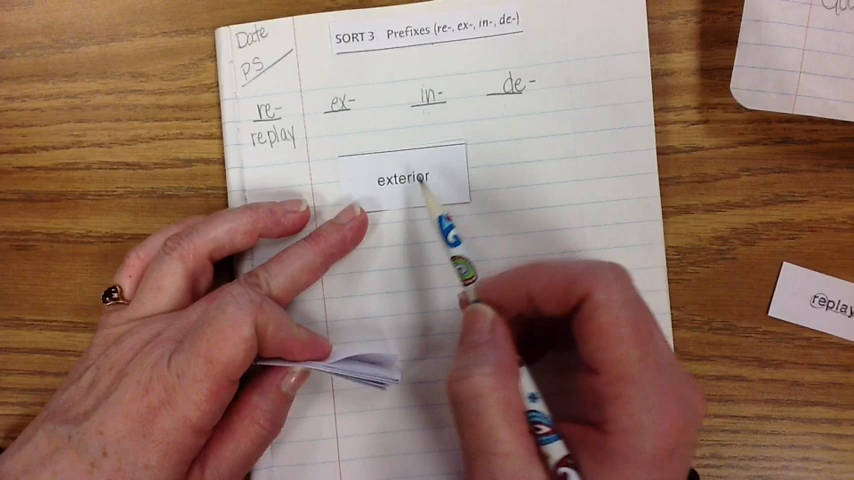 Date
PS
SORT 3 Prefixes (re-, ex-, in-, de-)
re- ex- in- de-
replay
exterior
replay